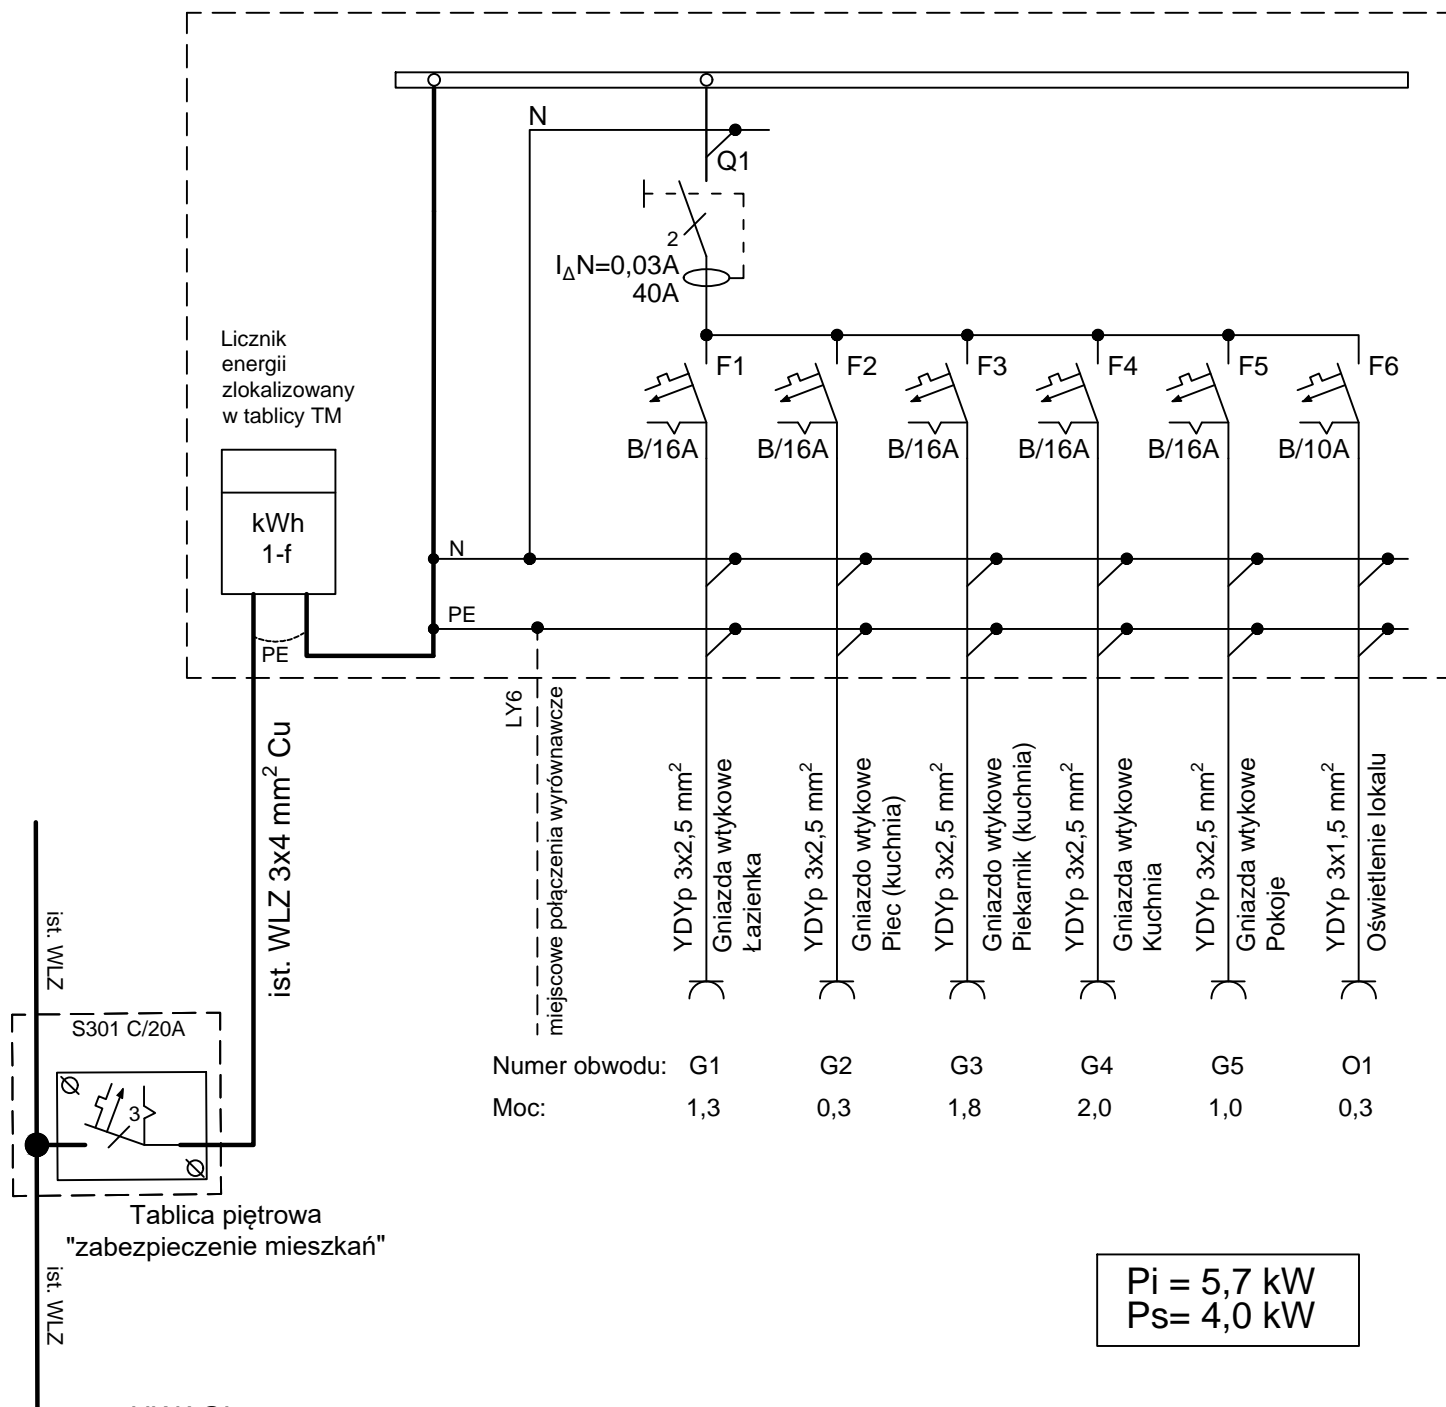 N
Q1
2
I∆N=0,03A
40A
Licznik
energii
zlokalizowany
w tablicy TM
kWh
1-f
F1
F2
F3
F4
F5
F6
B/16A
B/16A
B/16A
B/16A
B/16A
B/10A
N
PE
PE
LY6
miejscowe połączenia wyrównawcze
ist. WLZ 3x4 mm² Cu
YDYp 3x2,5 mm²
Gniazda wtykowe
Łazienka
YDYp 3x2,5 mm²
Gniazdo wtykowe
Piec (kuchnia)
YDYp 3x2,5 mm²
Gniazdo wtykowe
Piekarnik (kuchnia)
YDYp 3x2,5 mm²
Gniazda wtykowe
Kuchnia
YDYp 3x2,5 mm²
Gniazda wtykowe
Pokoje
YDYp 3x1,5 mm²
Oświetlenie lokalu
ist. WLZ
S301 C/20A
3
Tablica piętrowa
"zabezpieczenie mieszkań"
ist. WLZ
Numer obwodu: G1 G2 G3 G4 G5 O1
Moc: 1,3 0,3 1,8 2,0 1,0 0,3
Pi = 5,7 kW
Ps= 4,0 kW